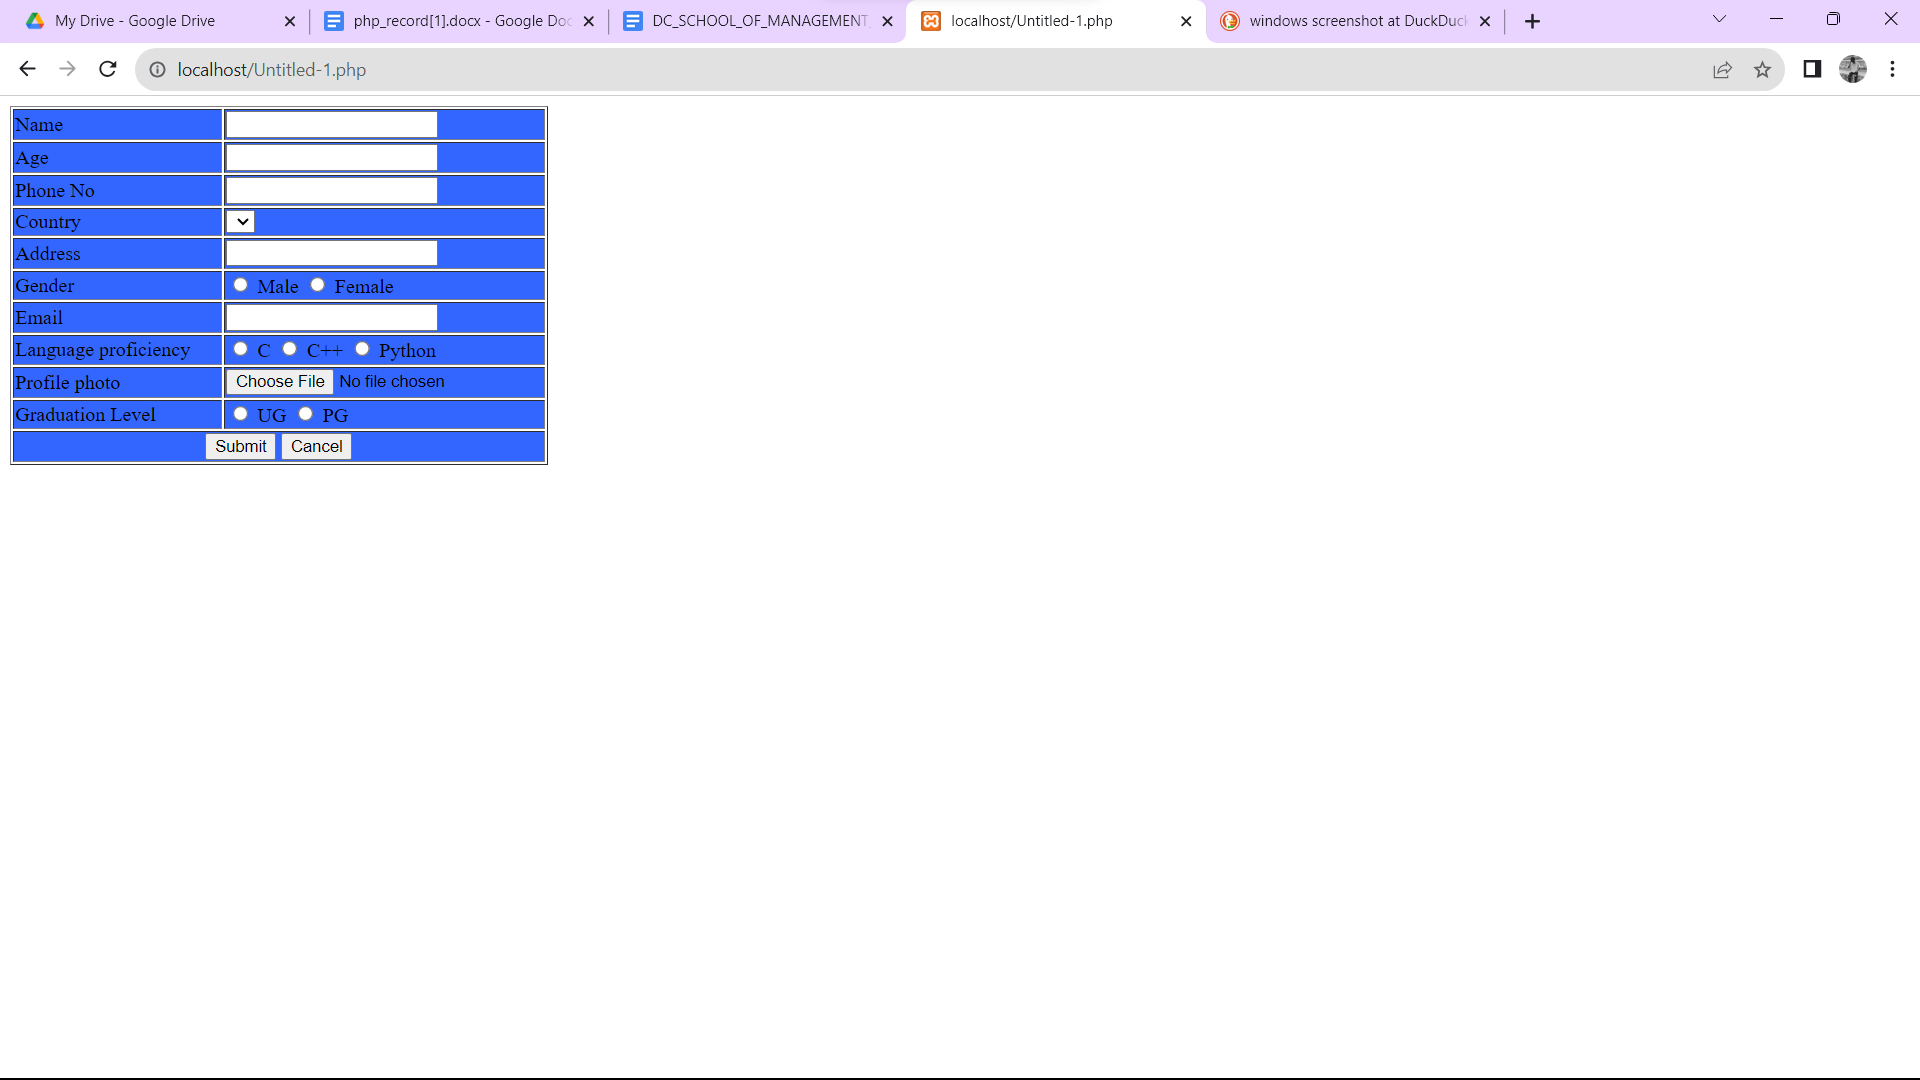 My Drive - Google Drive
php_record[1].docx - Google Doc
DC_SCHOOL_OF_MANAGEMENT
localhost/Untitled-1.php
windows screenshot at DuckDuck
localhost/Untitled-1.php
Name
Age
Phone No
Country
Address
Gender Male Female
Email
Language proficiency C C++ Python
Profile photo Choose File No file chosen
Graduation Level UG PG
Submit Cancel